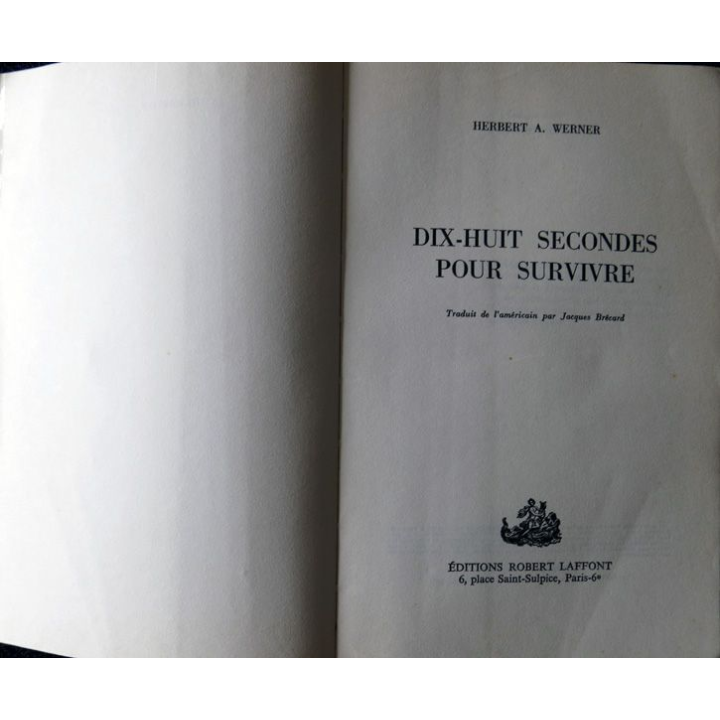 HERBERT A. WERNER
DIX-HUIT SECONDES
POUR SURVIVRE
Traduit de l'américain par Jacques Brécard
ÉDITIONS ROBERT LAFFONT
6, place Saint-Sulpice, Paris-6e